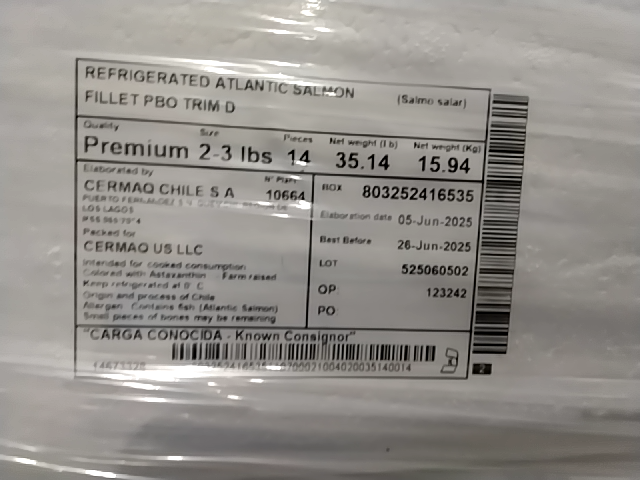 REFRIGERATED ATLANTIC SALMON (Salmo salar)
FILLET PBO TRIM D
Quality Size Pieces Net weight (lb) Net weight (Kg)
Premium 2-3 lbs 14 35.14 15.94
Elaborated by N° Plant
CERMAQ CHILE S A 10664
LOS LAGOS
Packed for
CERMAQ US LLC
Intended for cooked consumption
Colored with Astaxanthin Farm raised
Keep refrigerated at 0° C
Origin and process of Chile
Allergen: Contains fish (Atlantic Salmon)
Small pieces of bones may be remaining
BOX 803252416535
Elaboration date 05-Jun-2025
Best Before 26-Jun-2025
LOT 525060502
OP 123242
PO
"CARGA CONOCIDA - Known Consignor"